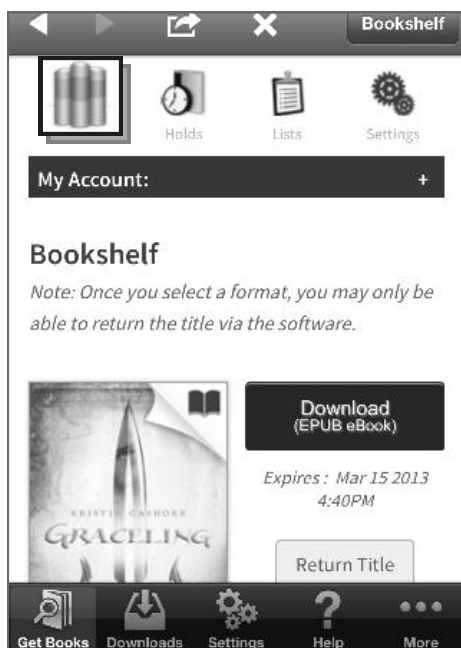 Bookshelf
Holds
Lists
Settings
My Account: +
Bookshelf
Note: Once you select a format, you may only be
able to return the title via the software.
KRISTIN CASHORE
GRACELING
Download
(EPUB eBook)
Expires : Mar 15 2013
4:40PM
Return Title
Get Books Downloads Settings Help More